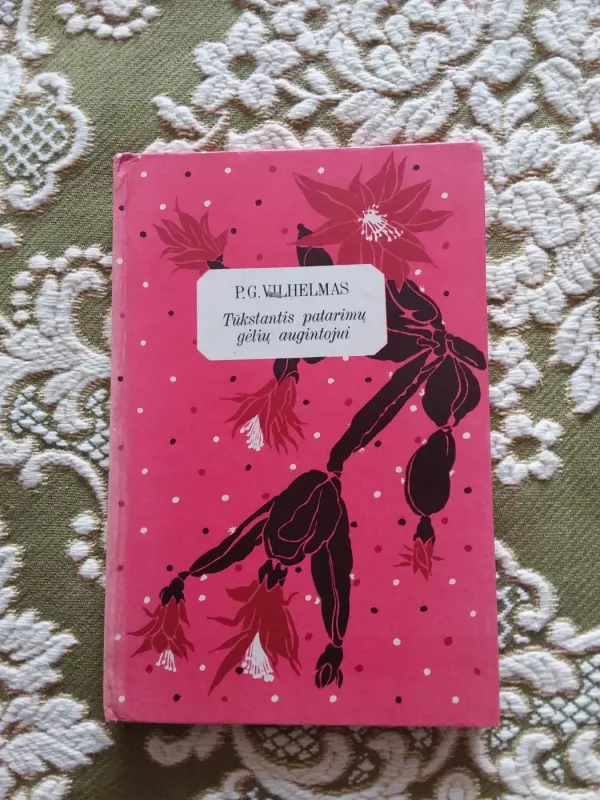 P.G.VILHELMAS
Tūkstantis patarimų
gėlių augintojui